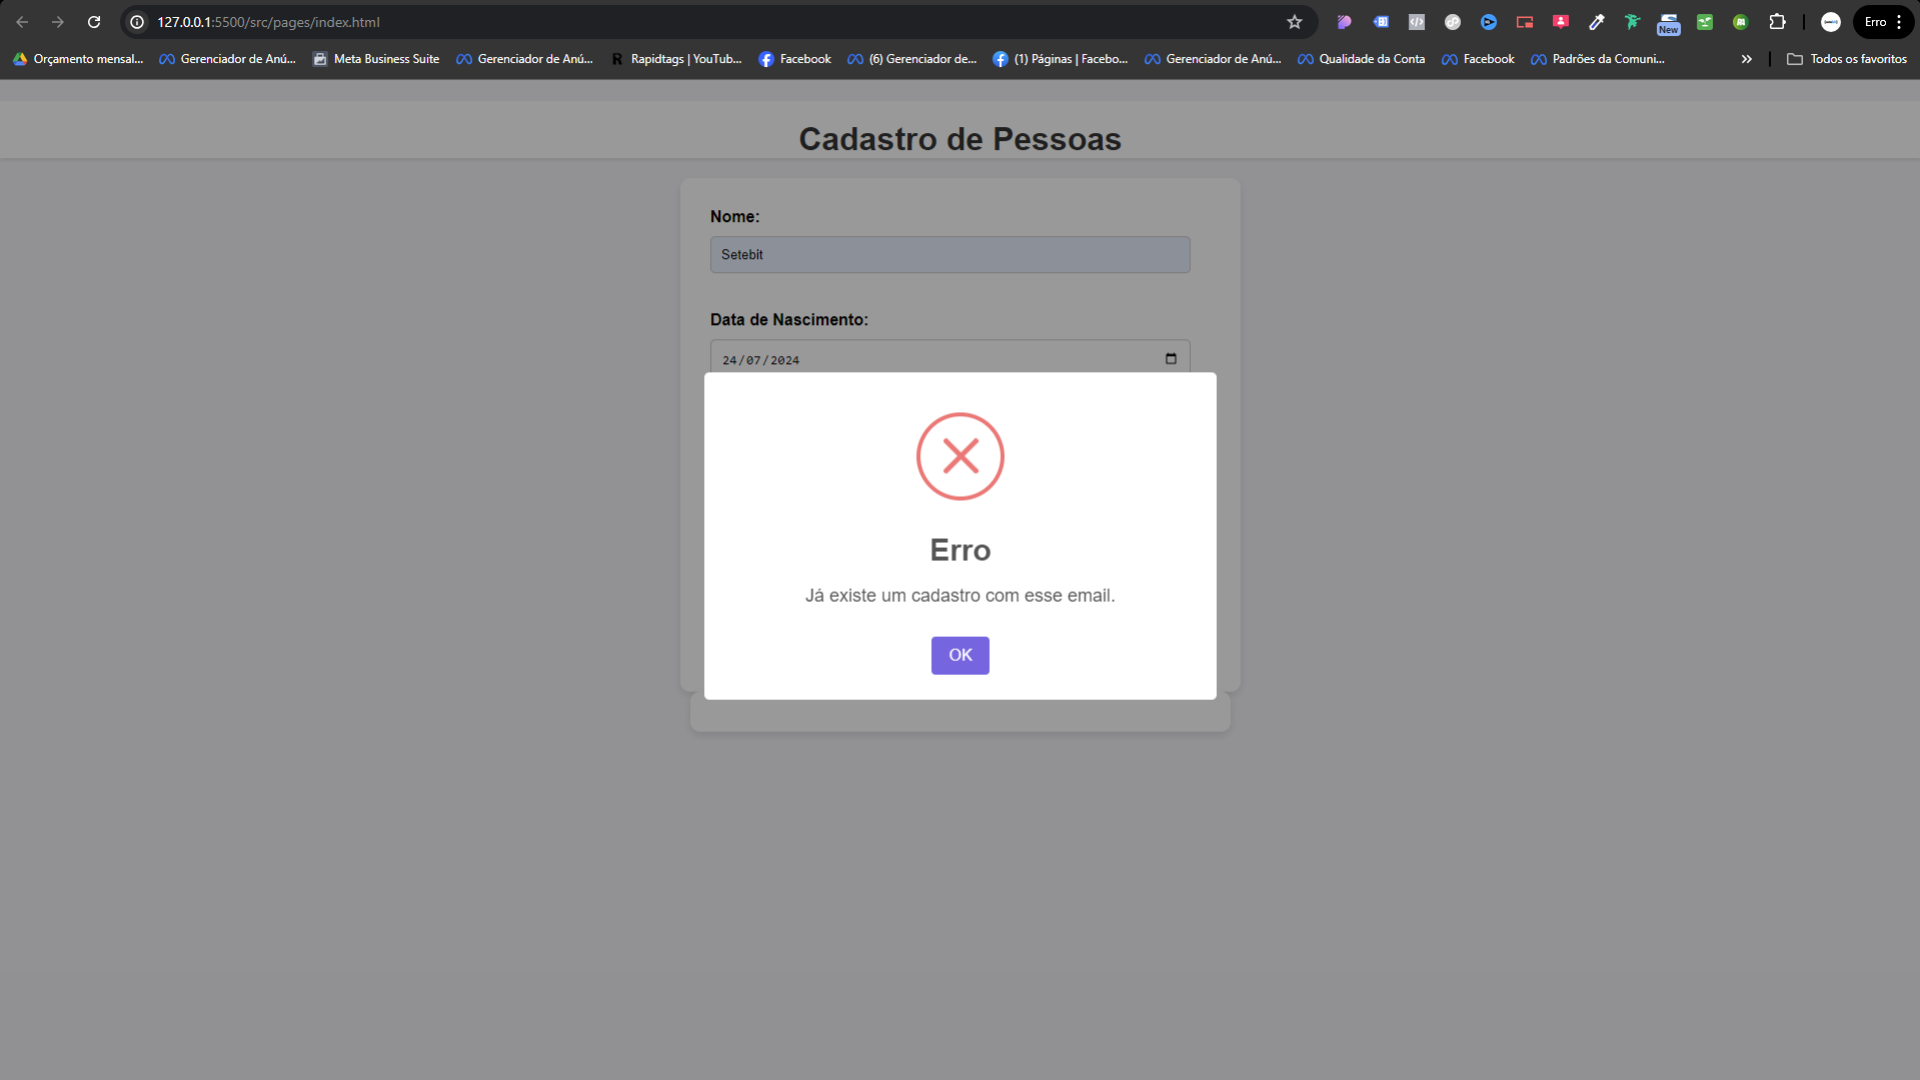 127.0.0.1:5500/src/pages/index.html
New
Erro
Orçamento mensal...
Gerenciador de Anú...
Meta Business Suite
Gerenciador de Anú...
R
Rapidtags | YouTub...
Facebook
(6) Gerenciador de...
(1) Páginas | Facebo...
Gerenciador de Anú...
Qualidade da Conta
Facebook
Padrões da Comuni...
Todos os favoritos
Cadastro de Pessoas
Nome:
Setebit
Data de Nascimento:
24/07/2024
Erro
Já existe um cadastro com esse email.
OK